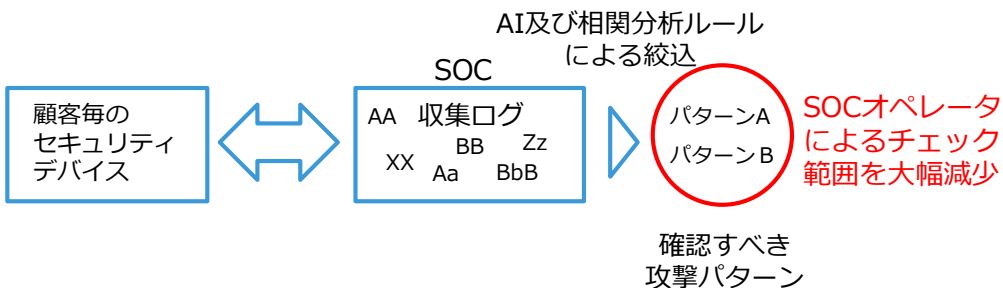 AI及び相関分析ルール
による絞込
SOC
顧客毎の
セキュリティ
デバイス
AA 収集ログ
BB Zz
XX Aa BbB
パターンA
パターンB
SOCオペレータ
によるチェック
範囲を大幅減少
確認すべき
攻撃パターン